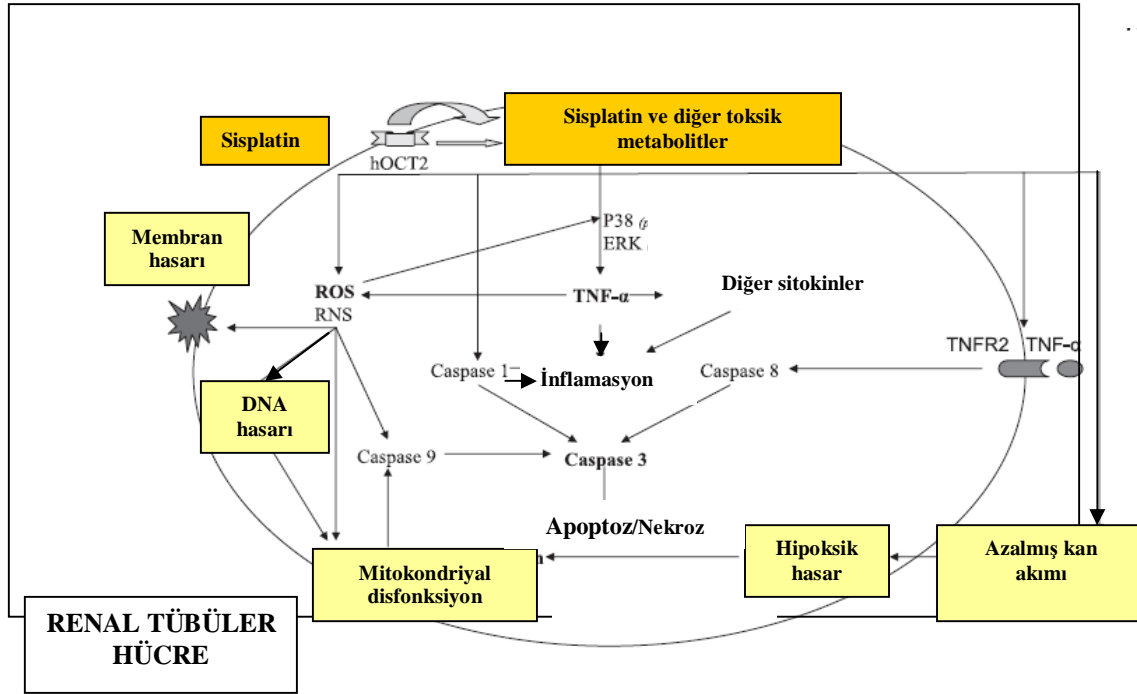 Sisplatin
Sisplatin ve diğer toksik
metabolitler
hOCT2
Membran
hasarı
P38
ERK
ROS
RNS
TNF-α
Diğer sitokinler
TNFR2
TNF-α
Caspase 1
İnflamasyon
Caspase 8
DNA
hasarı
Caspase 9
Caspase 3
Apoptoz/Nekroz
Mitokondriyal
disfonksiyon
Hipoksik
hasar
Azalmış kan
akımı
RENAL TÜBÜLER
HÜCRE